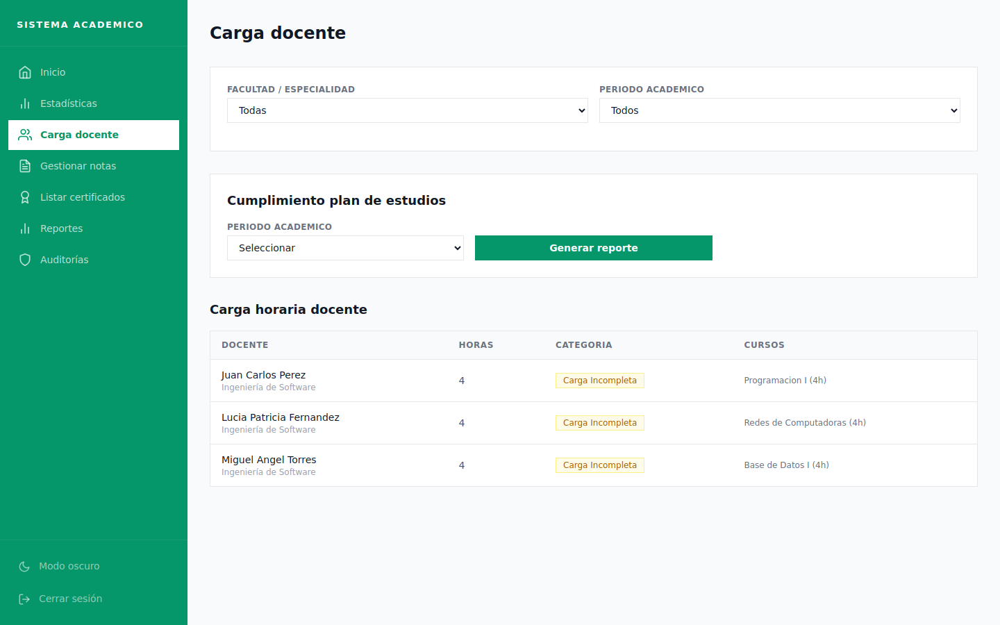 SISTEMA ACADEMICO
Inicio
Estadísticas
Carga docente
Gestionar notas
Listar certificados
Reportes
Auditorías
Modo oscuro
Cerrar sesión
Carga docente
FACULTAD / ESPECIALIDAD
Todas
PERIODO ACADEMICO
Todos
Cumplimiento plan de estudios
PERIODO ACADEMICO
Seleccionar
Generar reporte
Carga horaria docente
DOCENTE HORAS CATEGORIA CURSOS
Juan Carlos Perez
Ingeniería de Software
4 Carga Incompleta Programacion I (4h)
Lucia Patricia Fernandez
Ingeniería de Software
4 Carga Incompleta Redes de Computadoras (4h)
Miguel Angel Torres
Ingeniería de Software
4 Carga Incompleta Base de Datos I (4h)